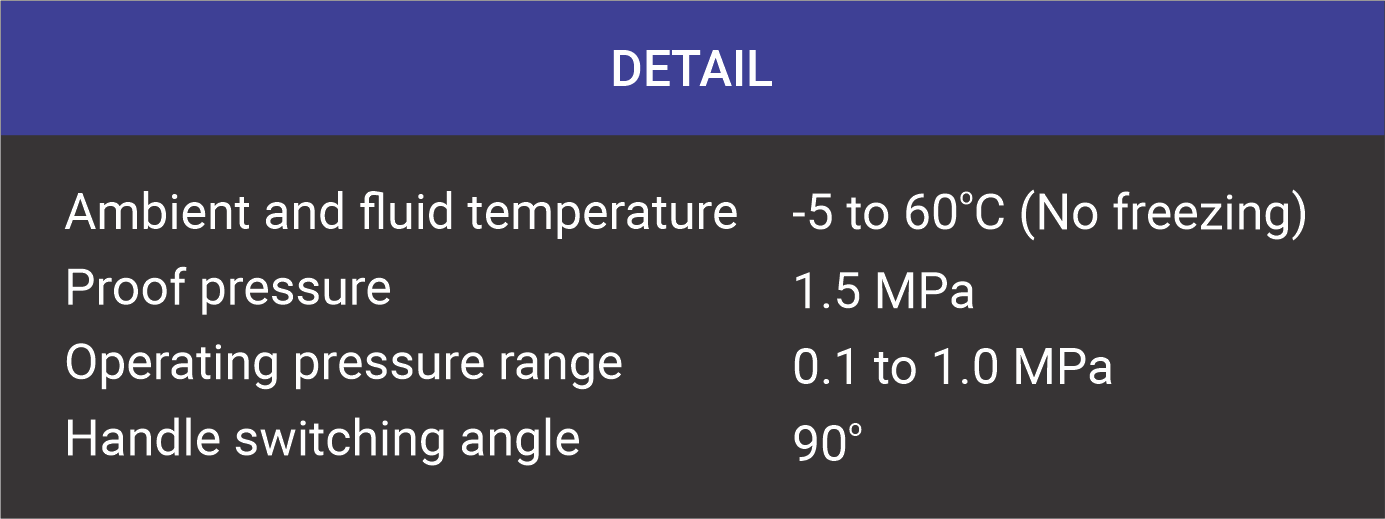 DETAIL
Ambient and fluid temperature -5 to 60°C (No freezing)
Proof pressure 1.5 MPa
Operating pressure range 0.1 to 1.0 MPa
Handle switching angle 90°